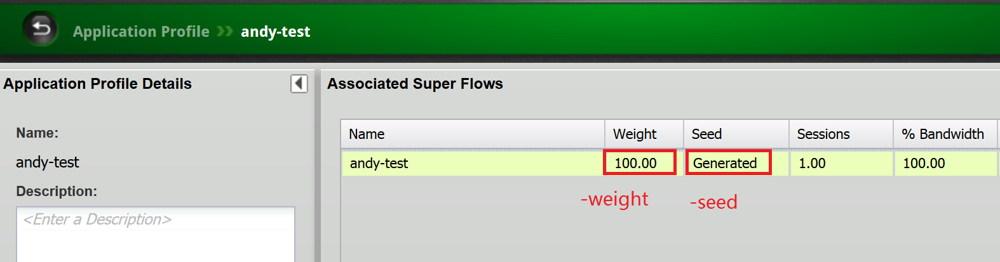 Application Profile >> andy-test
Application Profile Details
Associated Super Flows
Name:
andy-test
Description:
<Enter a Description>
Name Weight Seed Sessions % Bandwidth
andy-test 100.00 Generated 1.00 100.00
-weight -seed